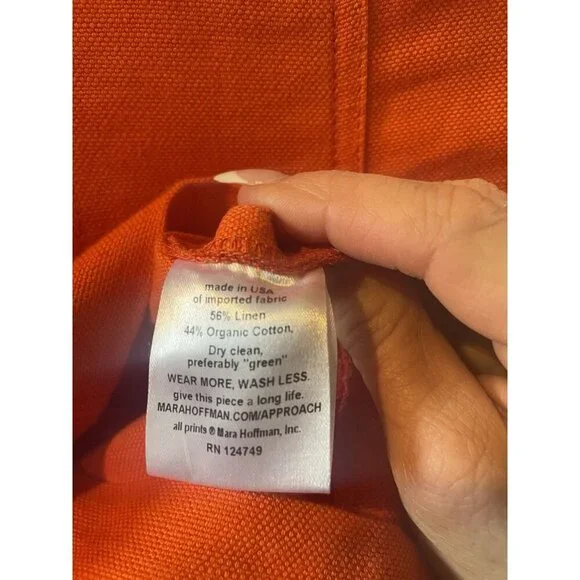 made in USA
of imported fabric
56% Linen
44% Organic Cotton,
Dry clean,
preferably "green"
WEAR MORE, WASH LESS.
give this piece a long life.
MARAHOFFMAN.COM/APPROACH
all prints ® Mara Hoffman, Inc.
RN 124749